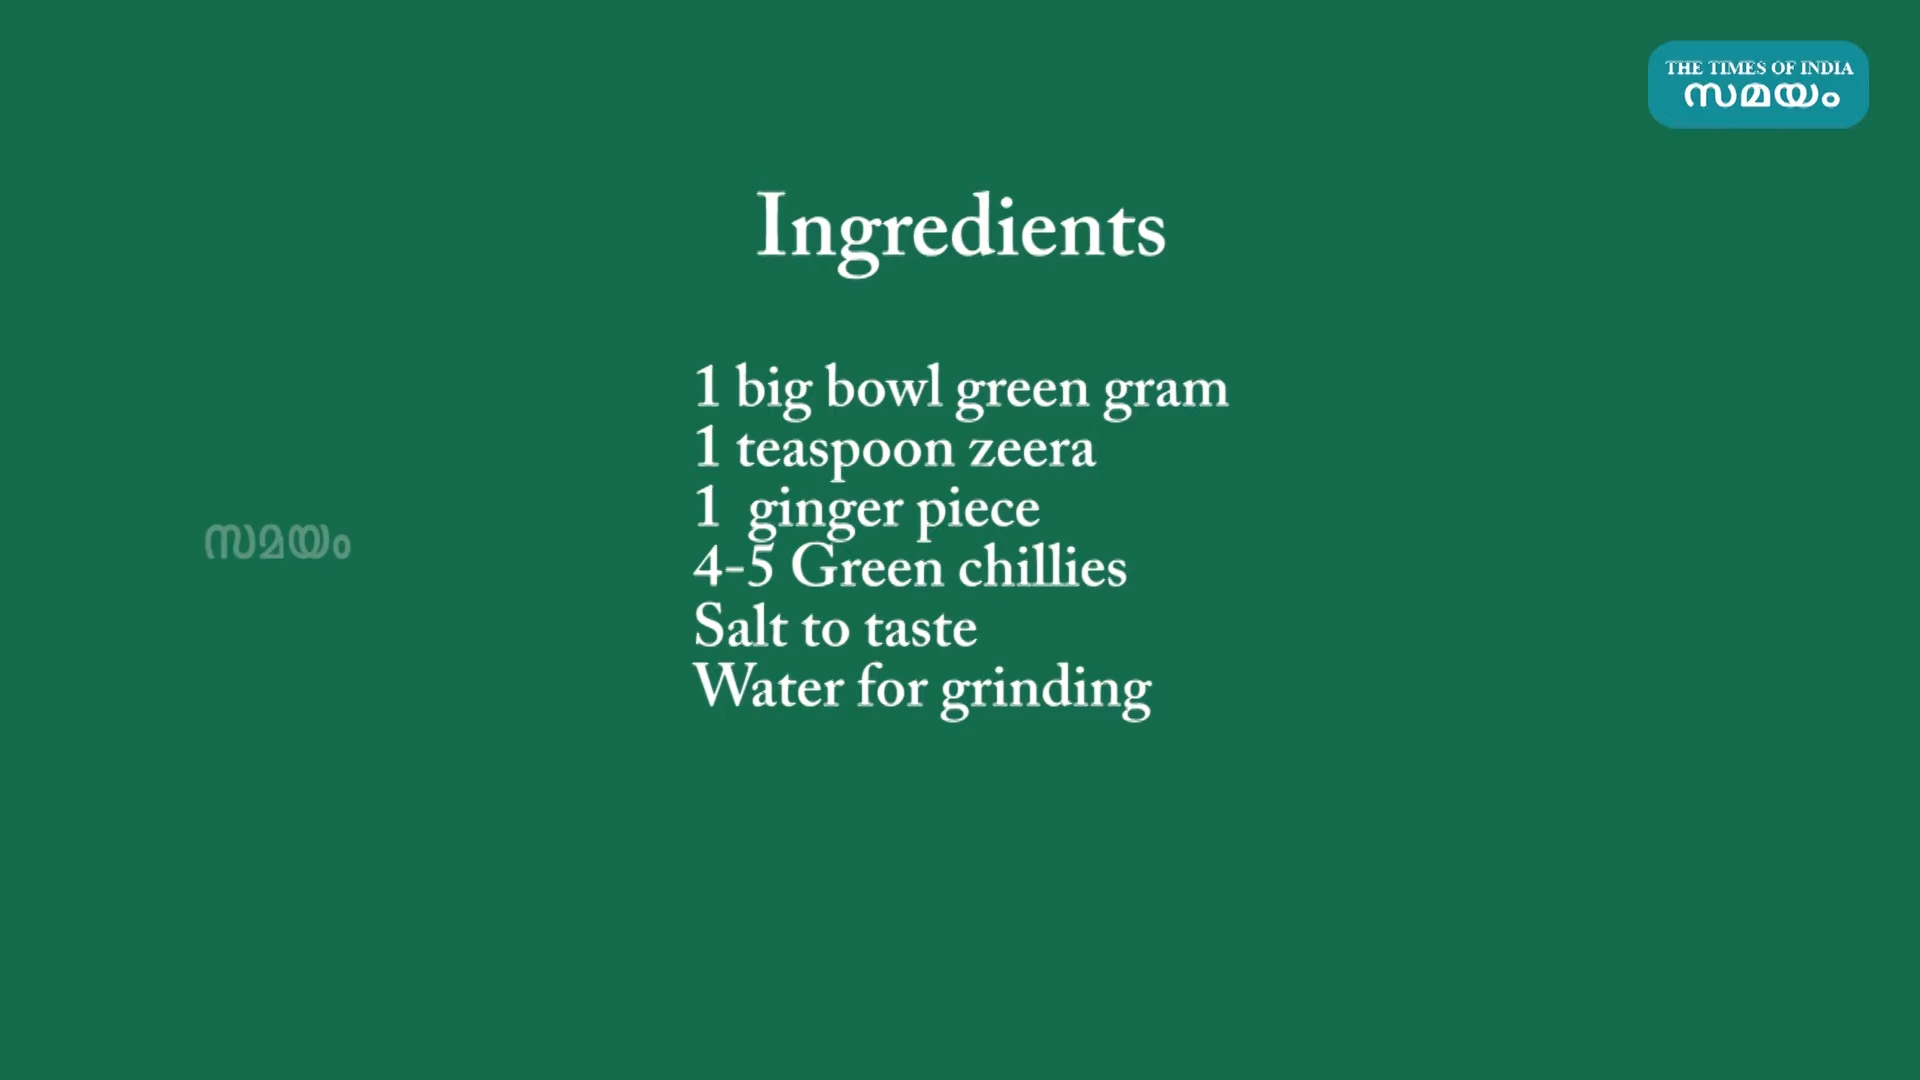 THE TIMES OF INDIA
സമയം
Ingredients
1 big bowl green gram
1 teaspoon zeera
1  ginger piece
4-5 Green chillies
സമയം
Salt to taste
Water for grinding